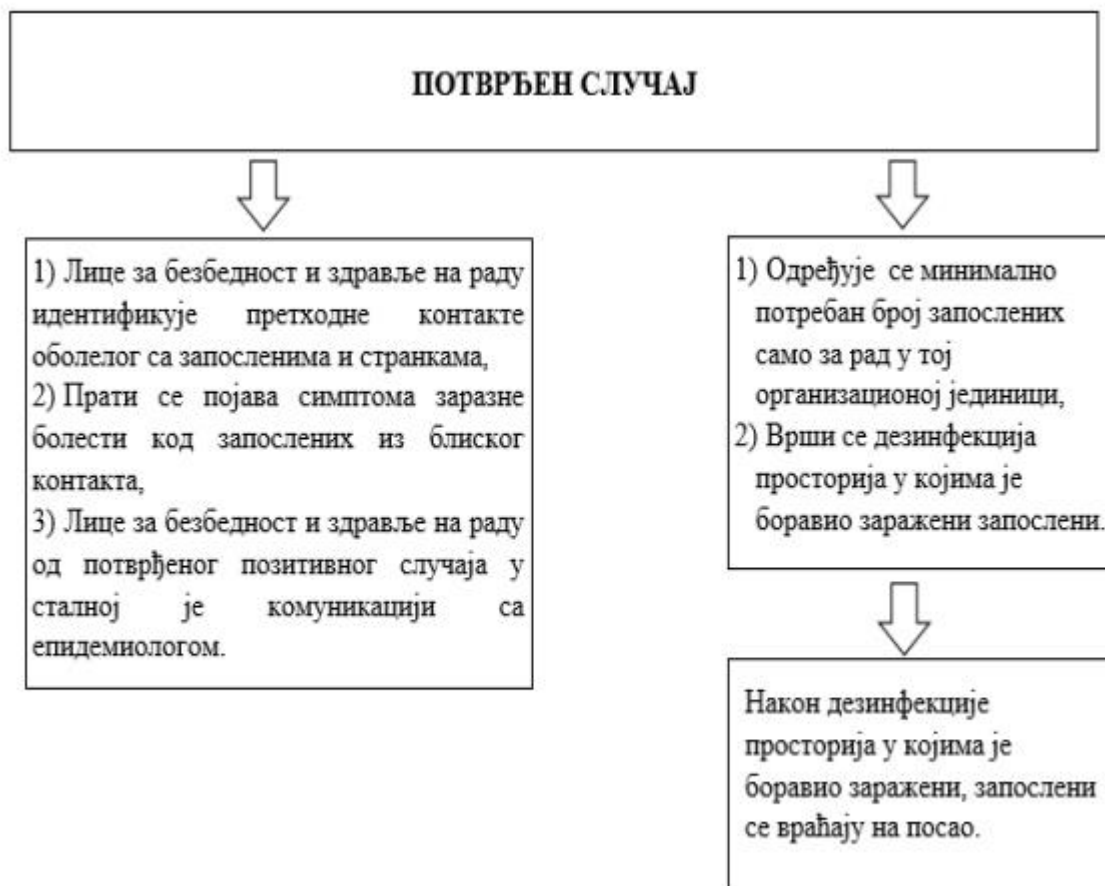 ПОТВРЂЕН СЛУЧАЈ
1) Лице за безбедност и здравље на раду
идентификује претходне контакте
оболелог са запосленима и странкама,
2) Прати се појава симптома заразне
болести код запослених из блиског
контакта,
3) Лице за безбедност и здравље на раду
од потврђеног позитивног случаја у
сталној је комуникацији са
епидемиологом.
1) Одређује се минимално
потребан број запослених
само за рад у тој
организационој јединици,
2) Врши се дезинфекција
просторија у којима је
боравио заражени запослени.
Након дезинфекције
просторија у којима је
боравио заражени, запослени
се враћају на посао.